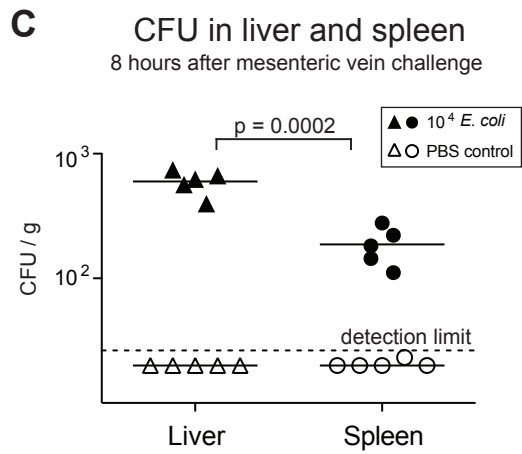 C
CFU in liver and spleen
8 hours after mesenteric vein challenge
p = 0.0002
10⁴ E. coli
PBS control
10³
10²
CFU / g
detection limit
Liver Spleen